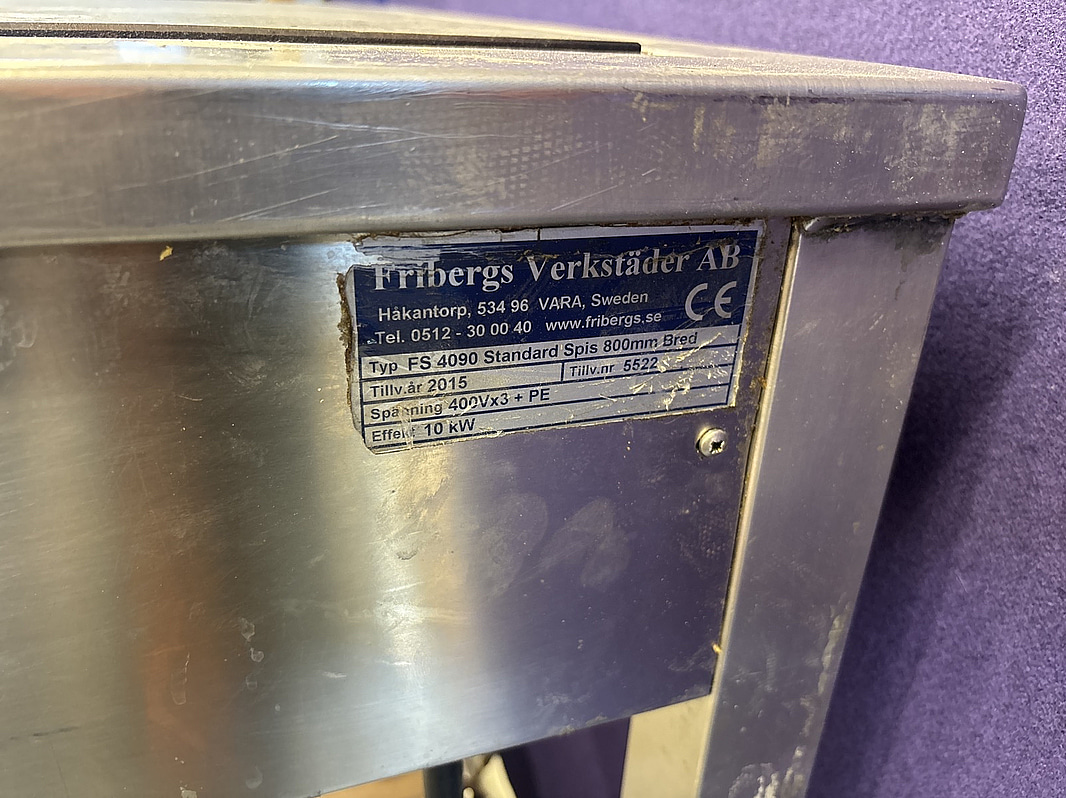 Fribergs Verkstäder AB
Håkantorp, 534 96 VARA, Sweden
Tel. 0512 - 30 00 40 www.fribergs.se
CE
Typ FS 4090 Standard Spis 800mm Bred
Tillv.år 2015 Tillv.nr 5522
Spänning 400Vx3 + PE
Effekt 10 kW